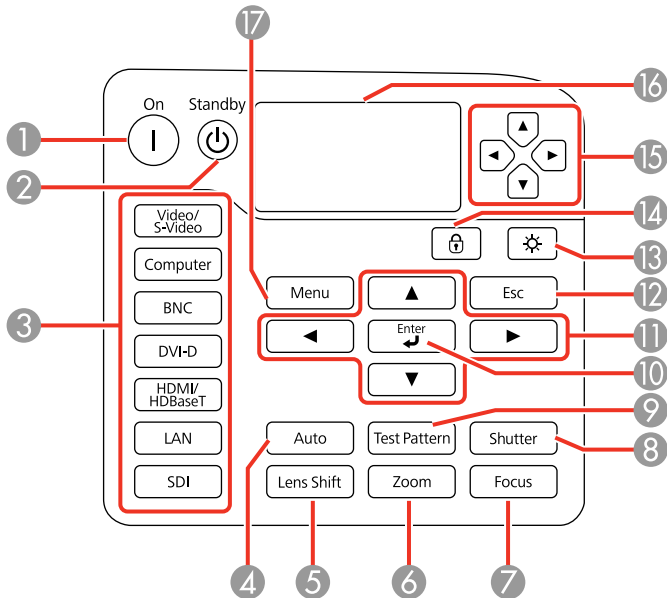 17
16
On
Standby
1
2
15
14
13
Video/
S-Video
Computer
BNC
DVI-D
HDMI/
HDBaseT
LAN
SDI
3
Menu
Esc
12
Enter
11
10
9
Auto
Test Pattern
Shutter
8
Lens Shift
Zoom
Focus
4
5
6
7